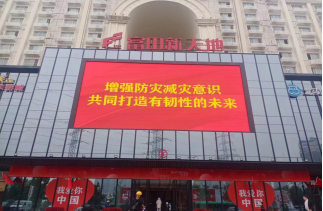 富田新天地
增强防灾减灾意识
共同打造有韧性的未来
我爱你
中国
我爱你
中国